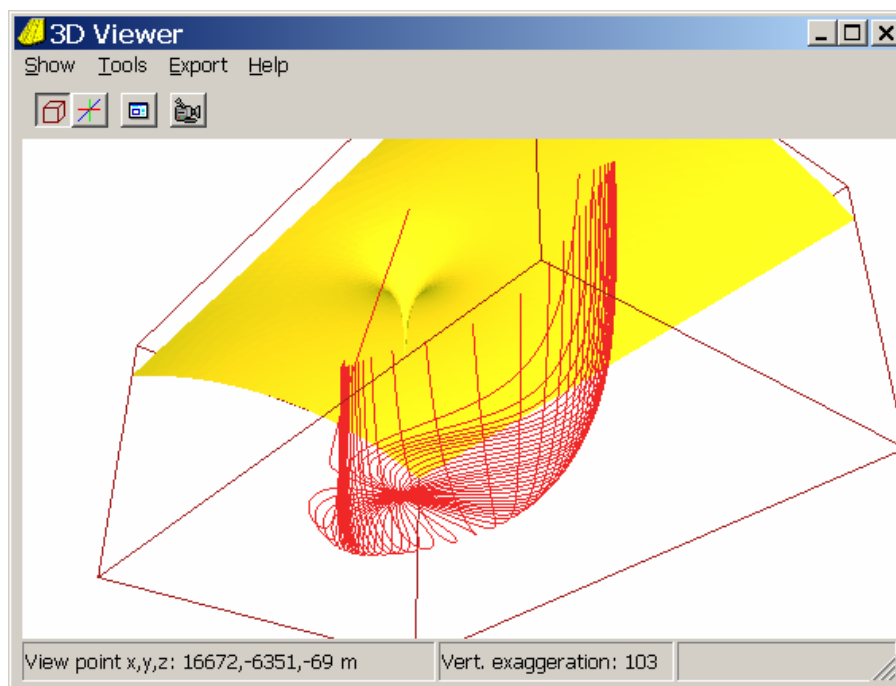 3D Viewer
Show Tools Export Help
View point x,y,z: 16672,-6351,-69 m Vert. exaggeration: 103